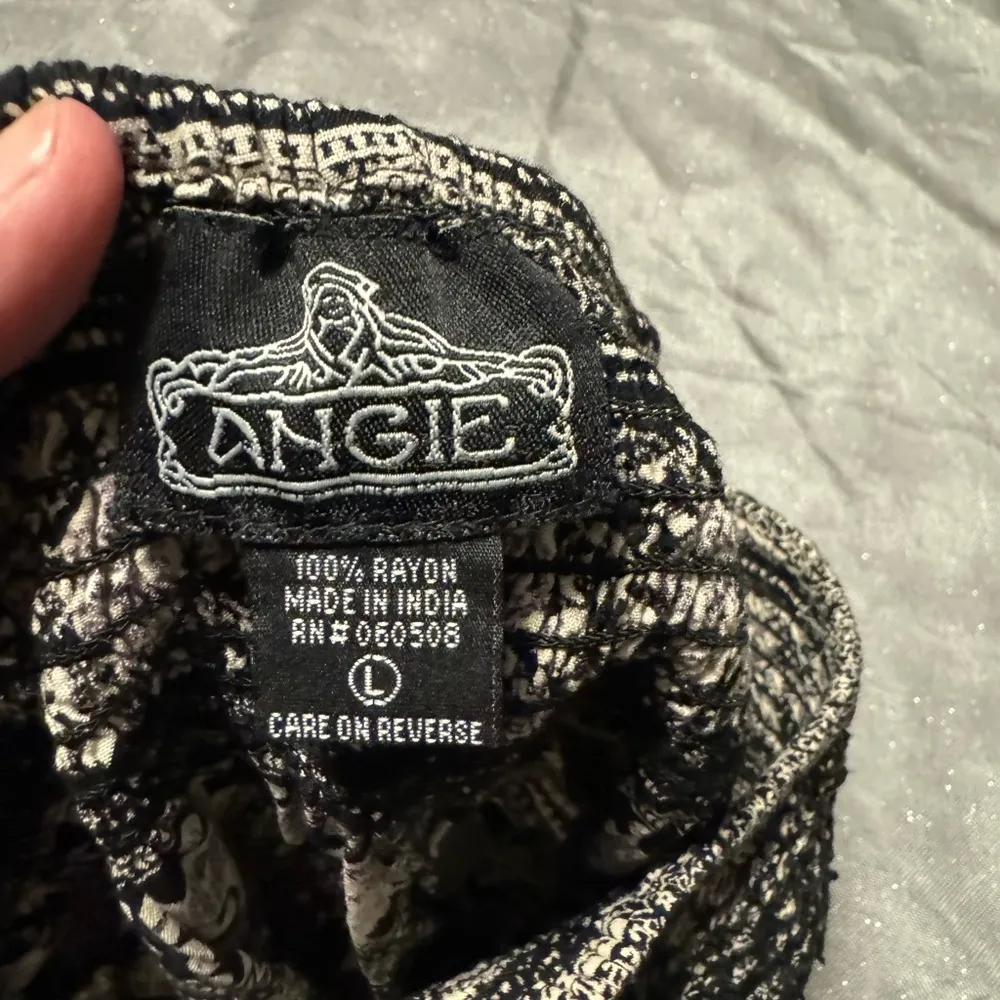 ANGIE
100% RAYON
MADE IN INDIA
RN# 060508
L
CARE ON REVERSE